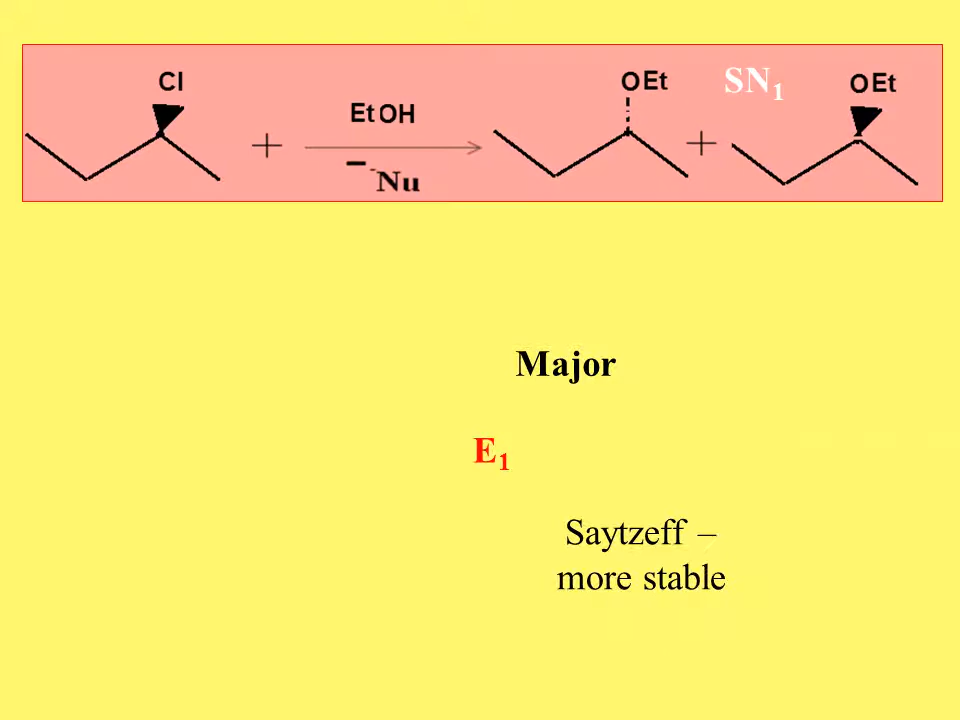 Cl + EtOH OEt + SN₁ OEt
– -Nu
Major
E₁
Saytzeff –
more stable